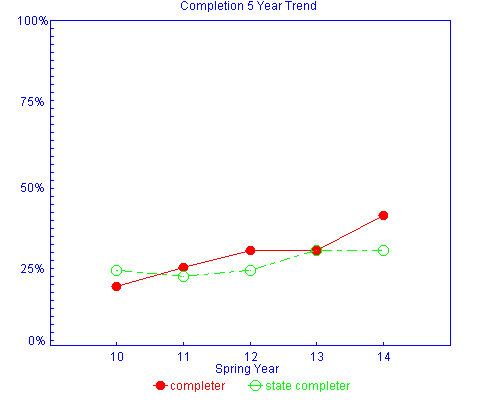 Completion 5 Year Trend
100%
75%
50%
25%
0%
10 11 12 13 14
Spring Year
completer state completer